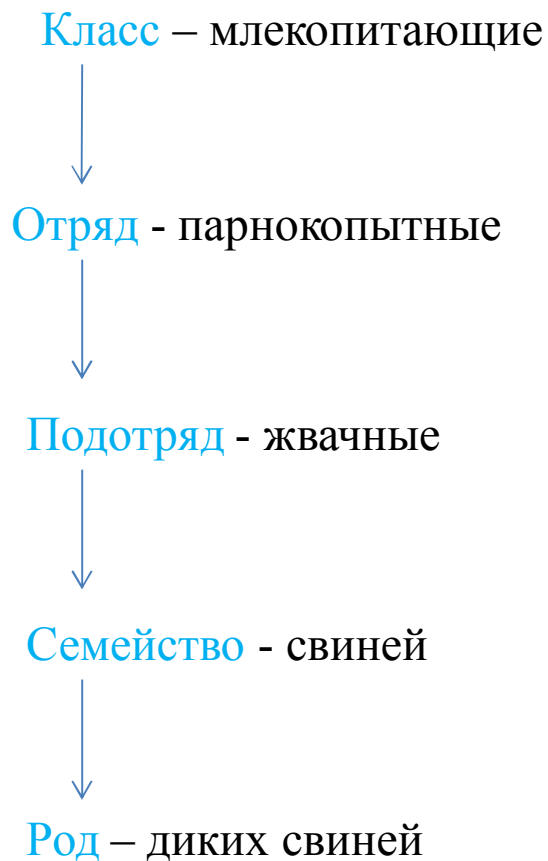 Класс – млекопитающие
Отряд - парнокопытные
Подотряд - жвачные
Семейство - свиней
Род – диких свиней